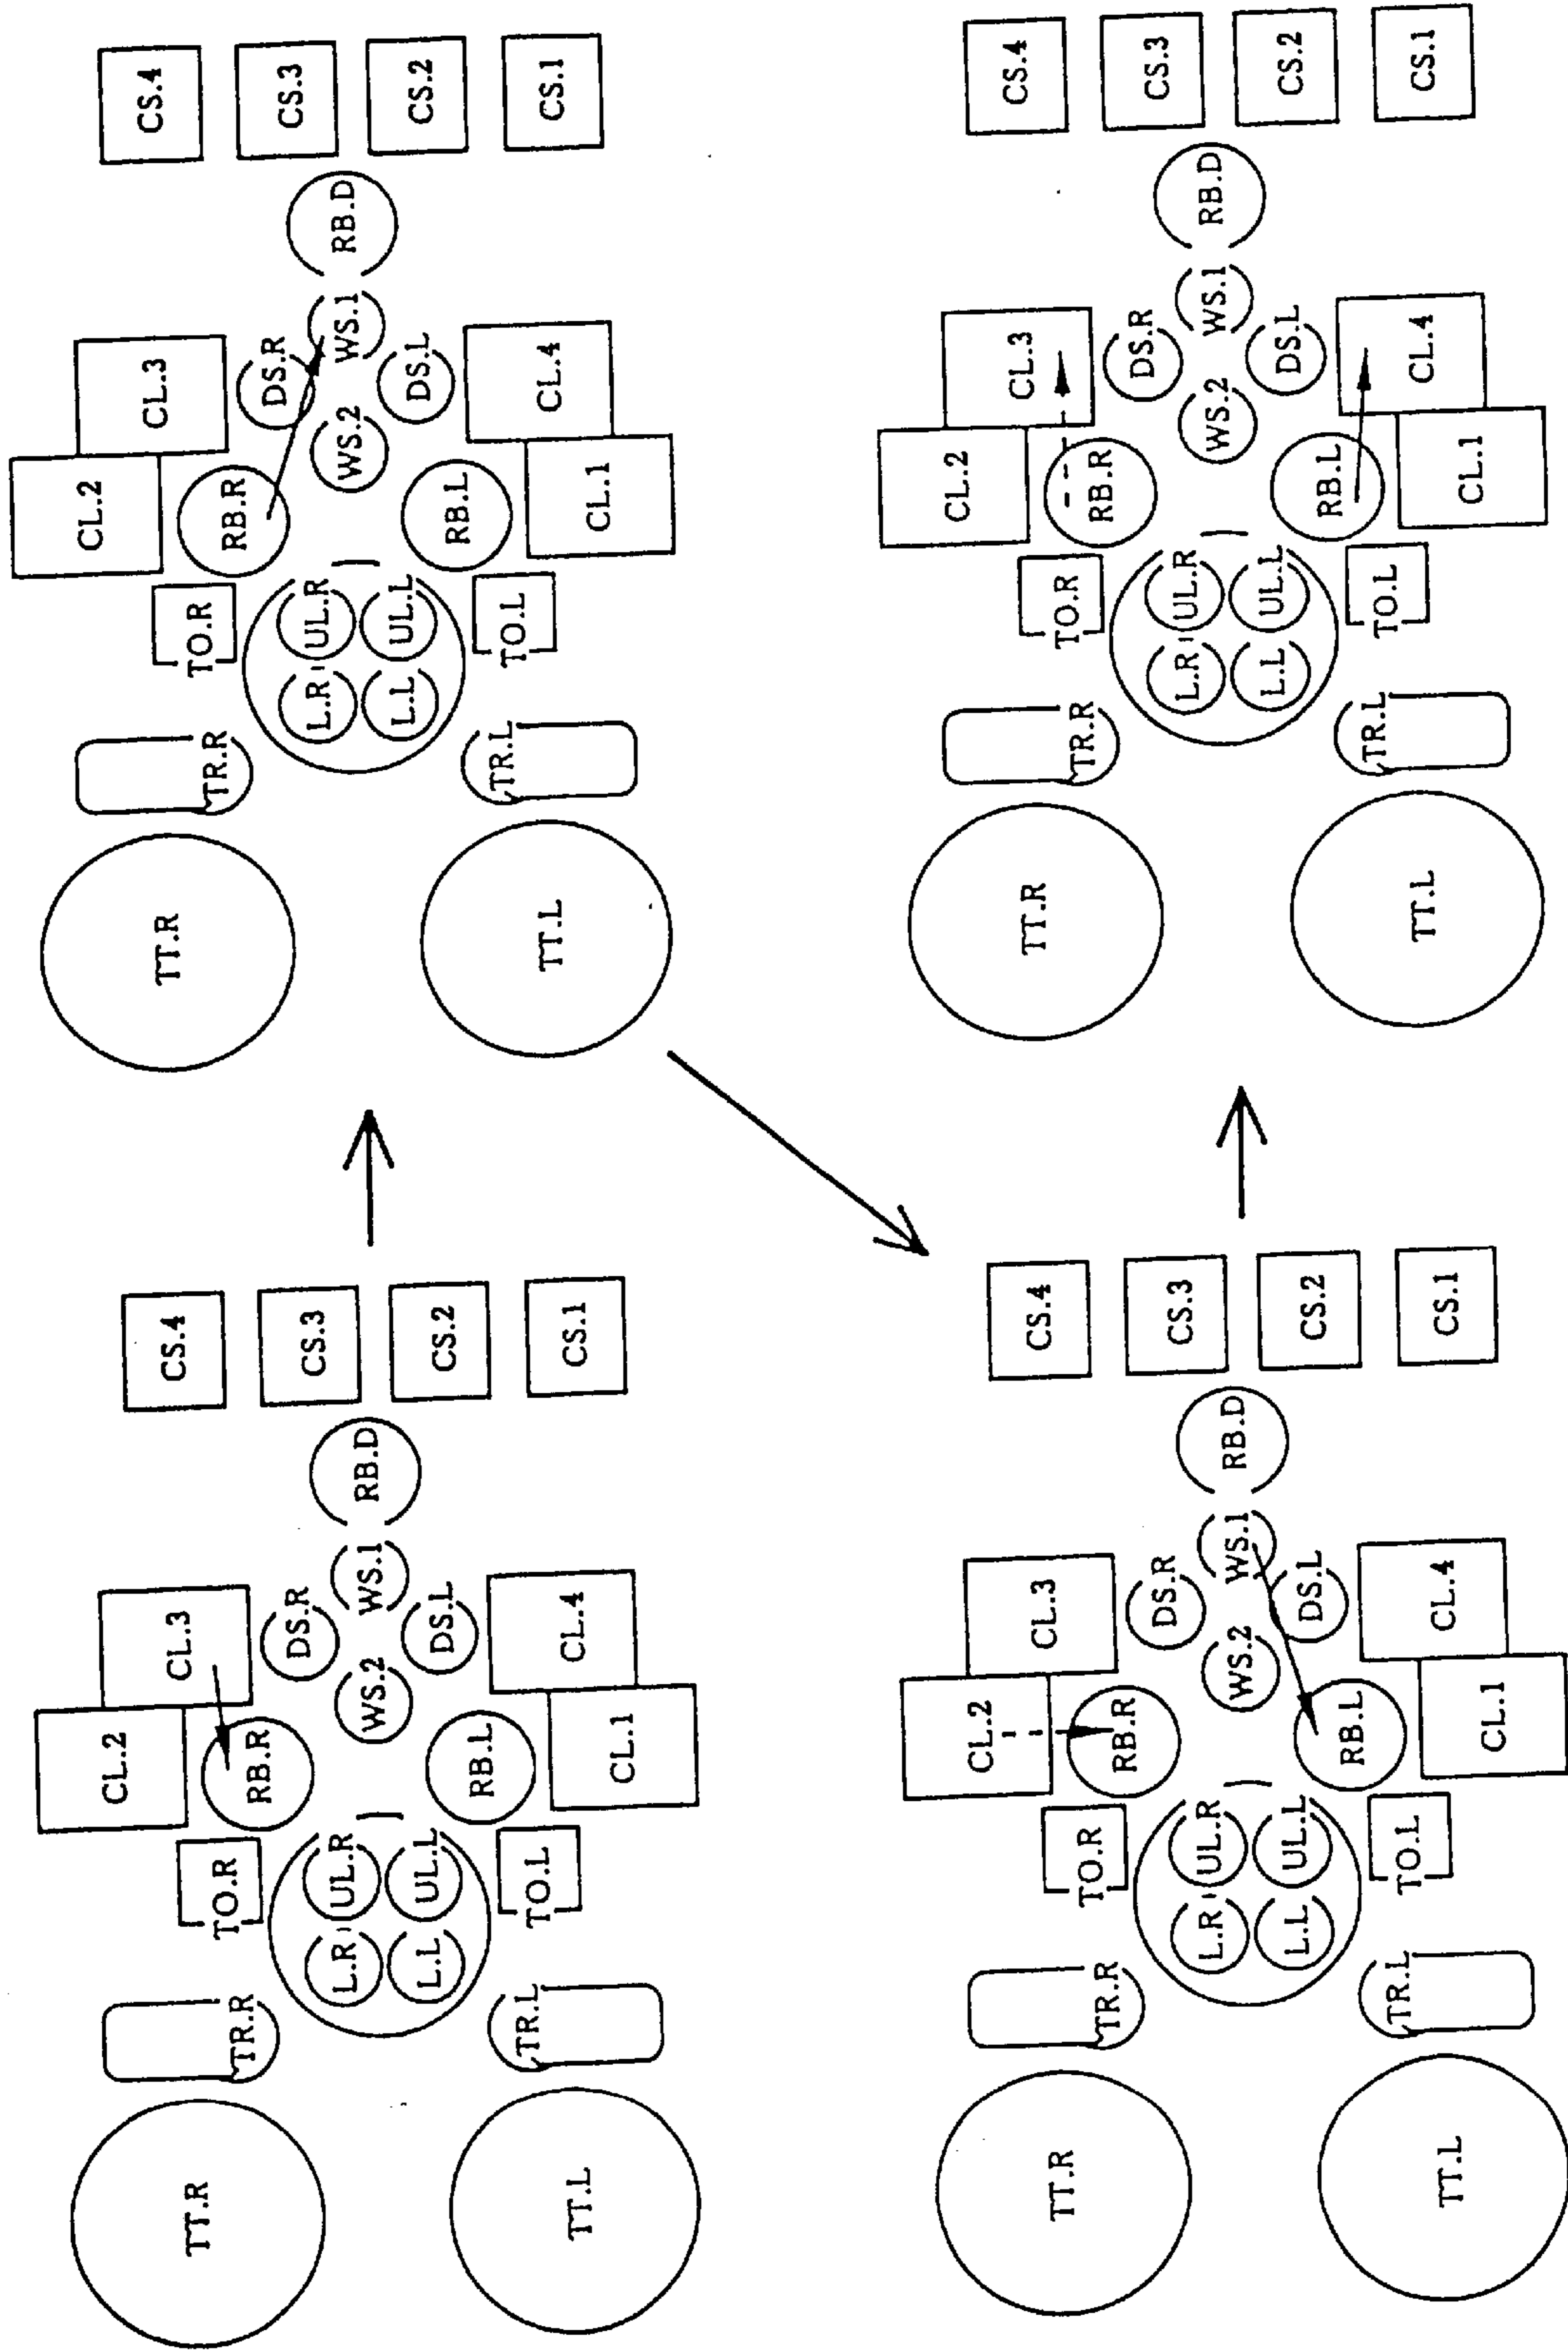 CL.2
CL.3
CS.4
TT.R
TR.R
TO.R
RB.R
DS.R
CS.3
L.R
UL.R
WS.2
WS.1
RB.D
L.L
UL.L
DS.L
CS.2
RB.L
TR.L
TO.L
CL.4
CS.1
TT.L
CL.1
CL.2
CL.3
CS.4
TT.R
TR.R
TO.R
RB.R
DS.R
CS.3
L.R
UL.R
WS.2
WS.1
RB.D
L.L
UL.L
DS.L
CS.2
RB.L
TR.L
TO.L
CL.4
CS.1
TT.L
CL.1
CL.2
CL.3
CS.4
TT.R
TR.R
TO.R
RB.R
DS.R
CS.3
L.R
UL.R
WS.2
WS.1
RB.D
L.L
UL.L
DS.L
CS.2
RB.L
TR.L
TO.L
CL.4
CS.1
TT.L
CL.1
CL.2
CL.3
CS.4
TT.R
TR.R
TO.R
RB.R
DS.R
CS.3
L.R
UL.R
WS.2
WS.1
RB.D
L.L
UL.L
DS.L
CS.2
RB.L
TR.L
TO.L
CL.4
CS.1
TT.L
CL.1